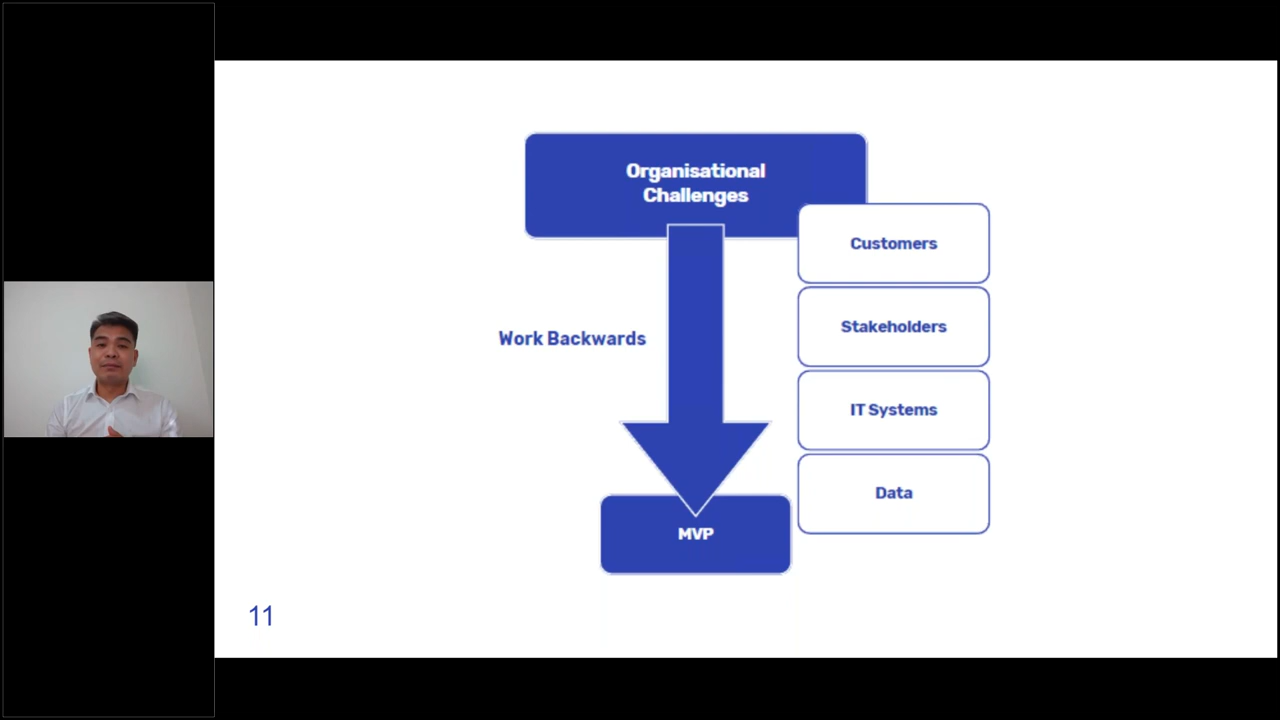 Organisational
Challenges
Customers
Stakeholders
Work Backwards
IT Systems
Data
MVP
11